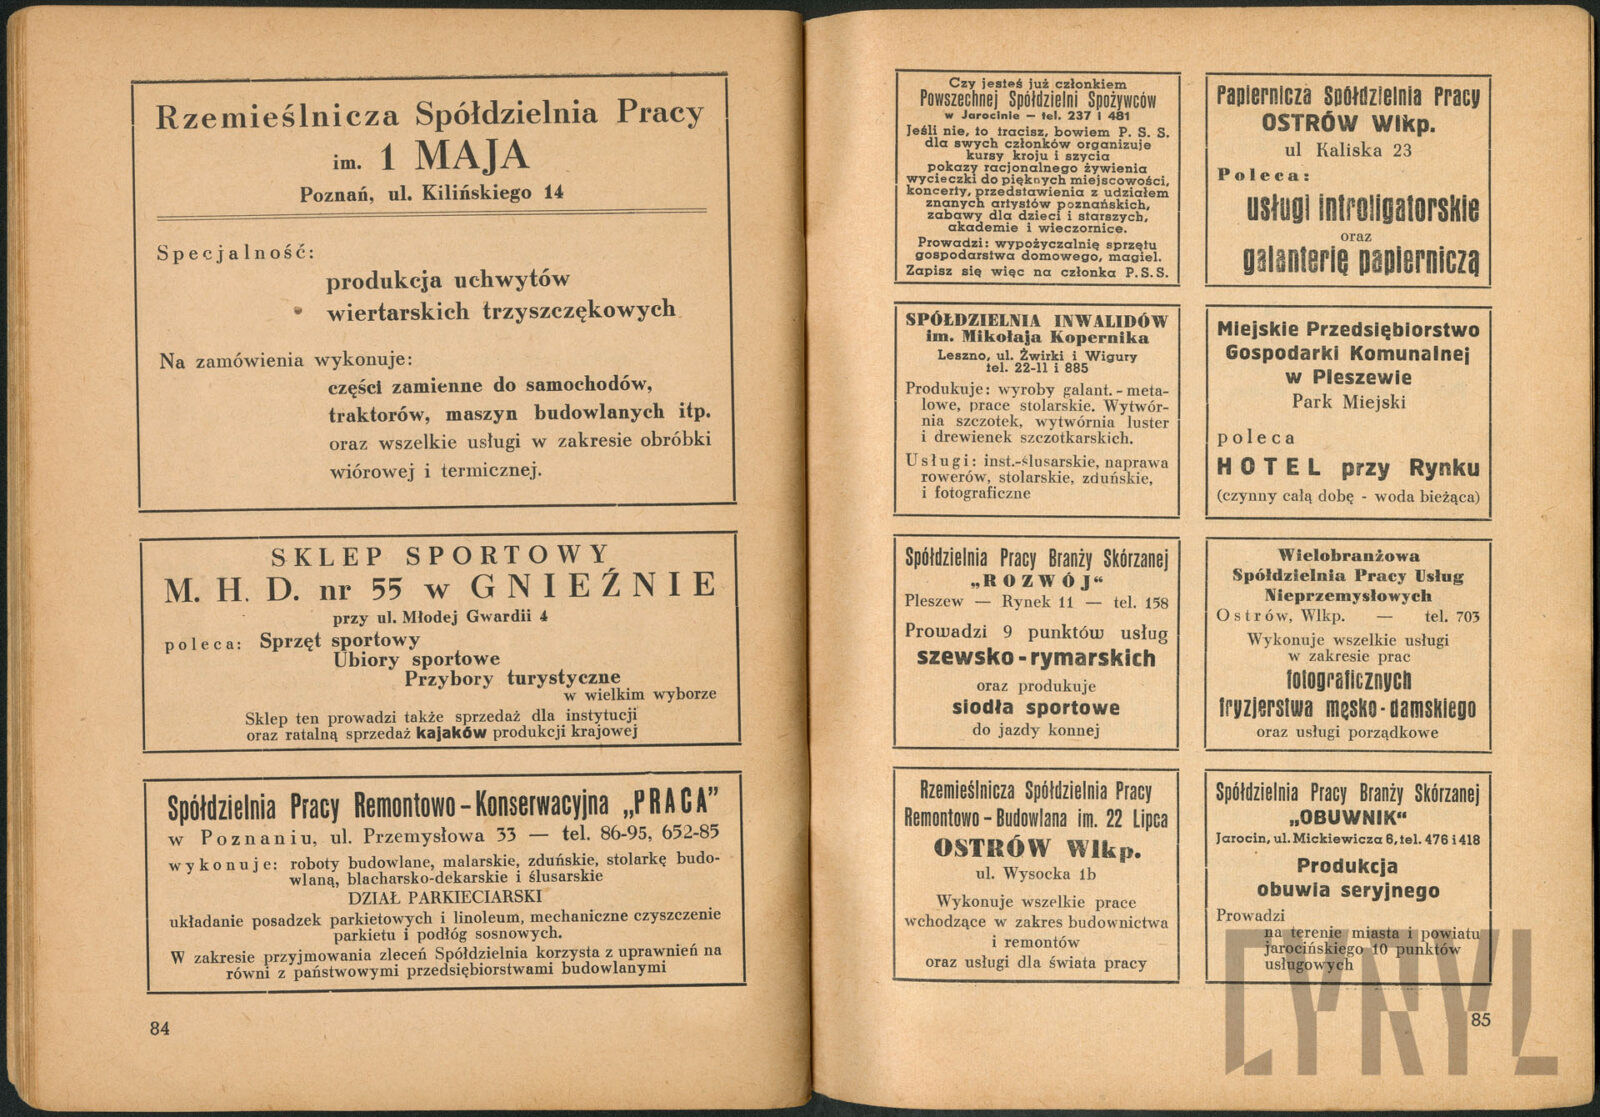 Rzemieślnicza Spółdzielnia Pracy
im. 1 MAJA
Poznań, ul. Kilińskiego 14
Specjalność:
produkcja uchwytów
wiertarskich trzyszczękowych
Na zamówienia wykonuje:
części zamienne do samochodów,
traktorów, maszyn budowlanych itp.
oraz wszelkie usługi w zakresie obróbki
wiórowej i termicznej.
SKLEP SPORTOWY
M. H. D. nr 55 w GNIEŹNIE
przy ul. Młodej Gwardii 4
poleca: Sprzęt sportowy
Ubiory sportowe
Przybory turystyczne
w wielkim wyborze
Sklep ten prowadzi także sprzedaż dla instytucji
oraz ratalną sprzedaż kajaków produkcji krajowej
Spółdzielnia Pracy Remontowo - Konserwacyjna „PRACA”
w Poznaniu, ul. Przemysłowa 33 — tel. 86-95, 652-85
wykonuje: roboty budowlane, malarskie, zduńskie, stolarkę budo-
wlaną, blacharsko-dekarskie i ślusarskie
DZIAŁ PARKIECIARSKI
układanie posadzek parkietowych i linoleum, mechaniczne czyszczenie
parkietu i podłóg sosnowych.
W zakresie przyjmowania zleceń Spółdzielnia korzysta z uprawnień na
równi z państwowymi przedsiębiorstwami budowlanymi
84
Czy jesteś już członkiem
Powszechnej Spółdzielni Spożywców
w Jarocinie — tel. 237 i 481
Jeśli nie, to tracisz, bowiem P. S. S.
dla swych członków organizuje
kursy kroju i szycia
pokazy racjonalnego żywienia
wycieczki do pięknych miejscowości,
koncerty, przedstawienia z udziałem
znanych artystów poznańskich,
zabawy dla dzieci i starszych,
akademie i wieczornice.
Prowadzi: wypożyczalnię sprzętu
gospodarstwa domowego, magiel.
Zapisz się więc na członka P.S.S.
SPÓŁDZIELNIA INWALIDÓW
im. Mikołaja Kopernika
Leszno, ul. Żwirki i Wigury
tel. 22-11 i 885
Produkuje: wyroby galant. - meta-
lowe, prace stolarskie. Wytwór-
nia szczotek, wytwórnia luster
i drewienek szczotkarskich.
Usługi: inst.-ślusarskie, naprawa
rowerów, stolarskie, zduńskie,
i fotograficzne
Spółdzielnia Pracy Branży Skórzanej
„ROZWÓJ“
Pleszew — Rynek 11 — tel. 158
Prowadzi 9 punktów usług
szewsko - rymarskich
oraz produkuje
siodła sportowe
do jazdy konnej
Rzemieślnicza Spółdzielnia Pracy
Remontowo - Budowlana im. 22 Lipca
OSTRÓW Wlkp.
ul. Wysocka 1b
Wykonuje wszelkie prace
wchodzące w zakres budownictwa
i remontów
oraz usługi dla świata pracy
Papiernicza Spółdzielnia Pracy
OSTRÓW Wlkp.
ul Kaliska 23
Poleca:
usługi introligatorskie
oraz
galanterię papierniczą
Miejskie Przedsiębiorstwo
Gospodarki Komunalnej
w Pleszewie
Park Miejski
poleca
HOTEL przy Rynku
(czynny całą dobę - woda bieżąca)
Wielobranżowa
Spółdzielnia Pracy Usług
Nieprzemysłowych
Ostrów, Wlkp. — tel. 703
Wykonuje wszelkie usługi
w zakresie prac
fotograficznych
fryzjerstwa męsko - damskiego
oraz usługi porządkowe
Spółdzielnia Pracy Branży Skórzanej
„OBUWNIK“
Jarocin, ul. Mickiewicza 6, tel. 476 i 418
Produkcja
obuwia seryjnego
Prowadzi
na terenie miasta i powiatu
jarocińskiego 10 punktów
usługowych
85
CYRYL